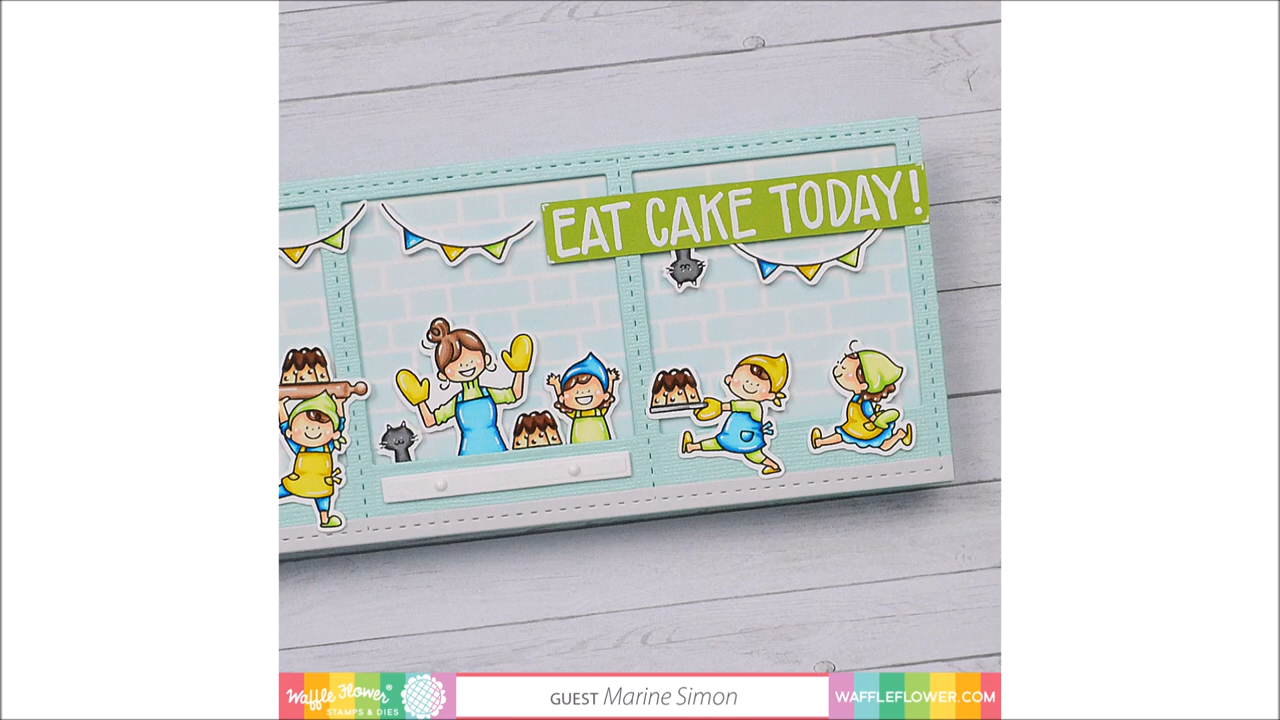 EAT CAKE TODAY!
Waffle Flower®
STAMPS & DIES
GUEST Marine Simon
WAFFLEFLOWER.COM